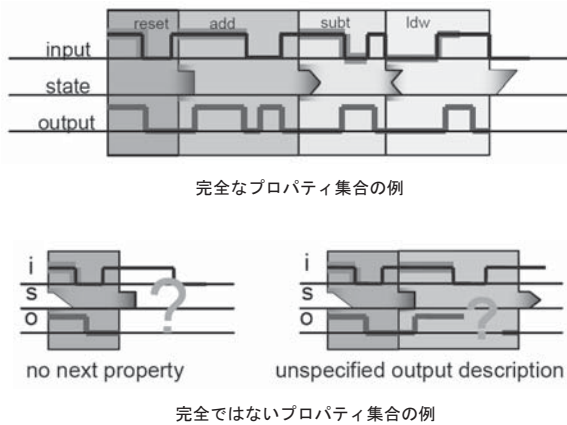 reset add subt ldw
input
state
output
完全なプロパティ集合の例
i
s
o
?
no next property
i
s
o
?
unspecified output description
完全ではないプロパティ集合の例